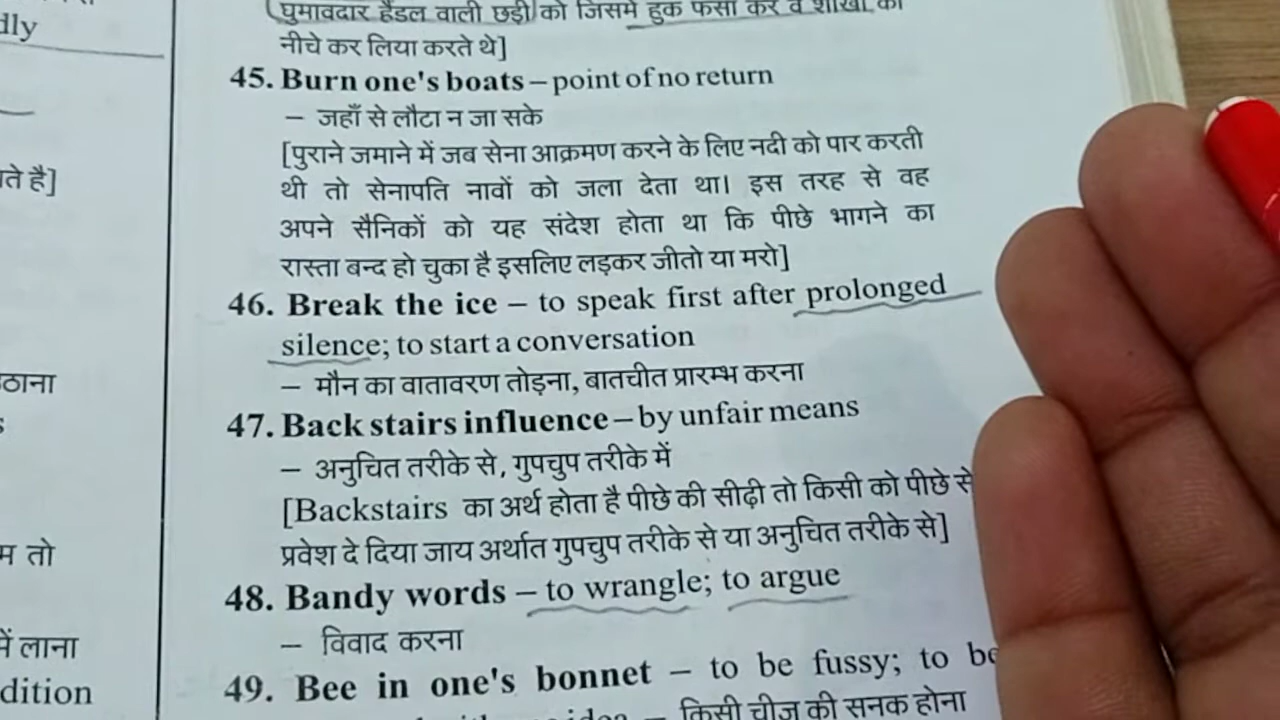 dly
ते है]
ठाना
s
म तो
में लाना
dition
घुमावदार हैंडल वाली छड़ी को जिसमें हुक फंसा कर वे शाखा को
नीचे कर लिया करते थे]
45. Burn one's boats – point of no return
– जहाँ से लौटा न जा सके
[पुराने जमाने में जब सेना आक्रमण करने के लिए नदी को पार करती
थी तो सेनापति नावों को जला देता था। इस तरह से वह
अपने सैनिकों को यह संदेश होता था कि पीछे भागने का
रास्ता बन्द हो चुका है इसलिए लड़कर जीतो या मरो]
46. Break the ice – to speak first after prolonged
silence; to start a conversation
– मौन का वातावरण तोड़ना, बातचीत प्रारम्भ करना
47. Back stairs influence – by unfair means
– अनुचित तरीके से, गुपचुप तरीके में
[Backstairs का अर्थ होता है पीछे की सीढ़ी तो किसी को पीछे से
प्रवेश दे दिया जाय अर्थात गुपचुप तरीके से या अनुचित तरीके से]
48. Bandy words – to wrangle; to argue
– विवाद करना
49. Bee in one's bonnet – to be fussy; to be
– किसी चीज की सनक होना